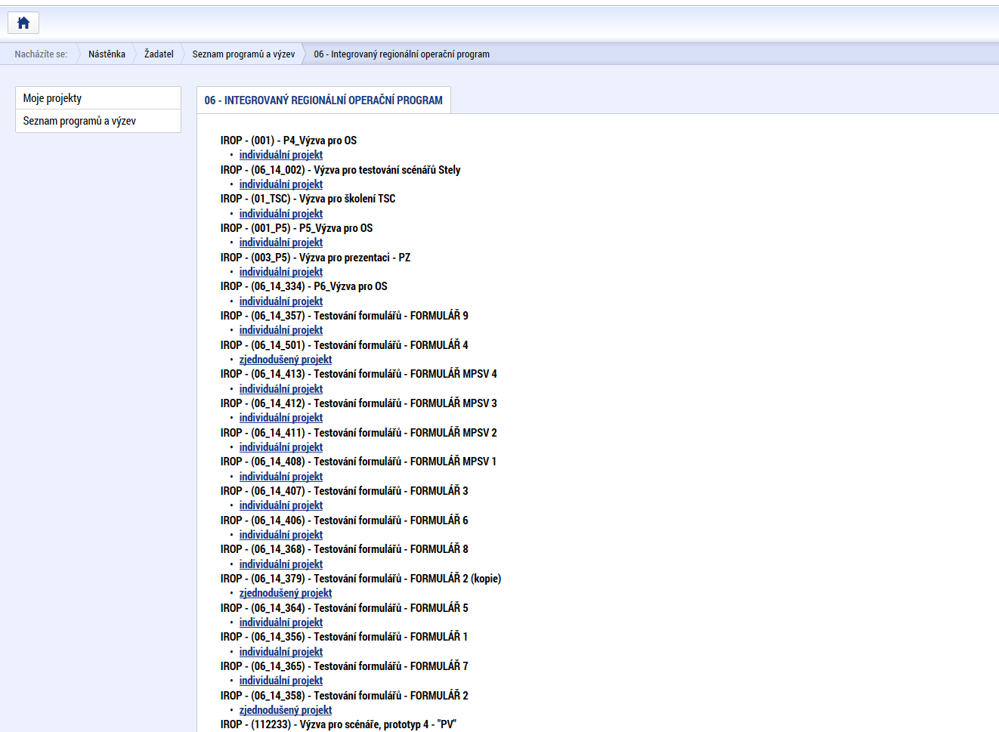 Nacházíte se: Nástěnka Žadatel Seznam programů a výzev 06 - Integrovaný regionální operační program
Moje projekty
Seznam programů a výzev
06 - INTEGROVANÝ REGIONÁLNÍ OPERAČNÍ PROGRAM
IROP - (001) - P4_Výzva pro OS
• individuální projekt
IROP - (06_14_002) - Výzva pro testování scénářů Stely
• individuální projekt
IROP - (01_TSC) - Výzva pro školení TSC
• individuální projekt
IROP - (001_P5) - P5_Výzva pro OS
• individuální projekt
IROP - (003_P5) - Výzva pro prezentaci - PZ
• individuální projekt
IROP - (06_14_334) - P6_Výzva pro OS
• individuální projekt
IROP - (06_14_357) - Testování formulářů - FORMULÁŘ 9
• individuální projekt
IROP - (06_14_501) - Testování formulářů - FORMULÁŘ 4
• zjednodušený projekt
IROP - (06_14_413) - Testování formulářů - FORMULÁŘ MPSV 4
• individuální projekt
IROP - (06_14_412) - Testování formulářů - FORMULÁŘ MPSV 3
• individuální projekt
IROP - (06_14_411) - Testování formulářů - FORMULÁŘ MPSV 2
• individuální projekt
IROP - (06_14_408) - Testování formulářů - FORMULÁŘ MPSV 1
• individuální projekt
IROP - (06_14_407) - Testování formulářů - FORMULÁŘ 3
• individuální projekt
IROP - (06_14_406) - Testování formulářů - FORMULÁŘ 6
• individuální projekt
IROP - (06_14_368) - Testování formulářů - FORMULÁŘ 8
• individuální projekt
IROP - (06_14_379) - Testování formulářů - FORMULÁŘ 2 (kopie)
• zjednodušený projekt
IROP - (06_14_364) - Testování formulářů - FORMULÁŘ 5
• individuální projekt
IROP - (06_14_356) - Testování formulářů - FORMULÁŘ 1
• individuální projekt
IROP - (06_14_365) - Testování formulářů - FORMULÁŘ 7
• individuální projekt
IROP - (06_14_358) - Testování formulářů - FORMULÁŘ 2
• zjednodušený projekt
IROP - (112233) - Výzva pro scénáře, prototyp 4 - "PV"